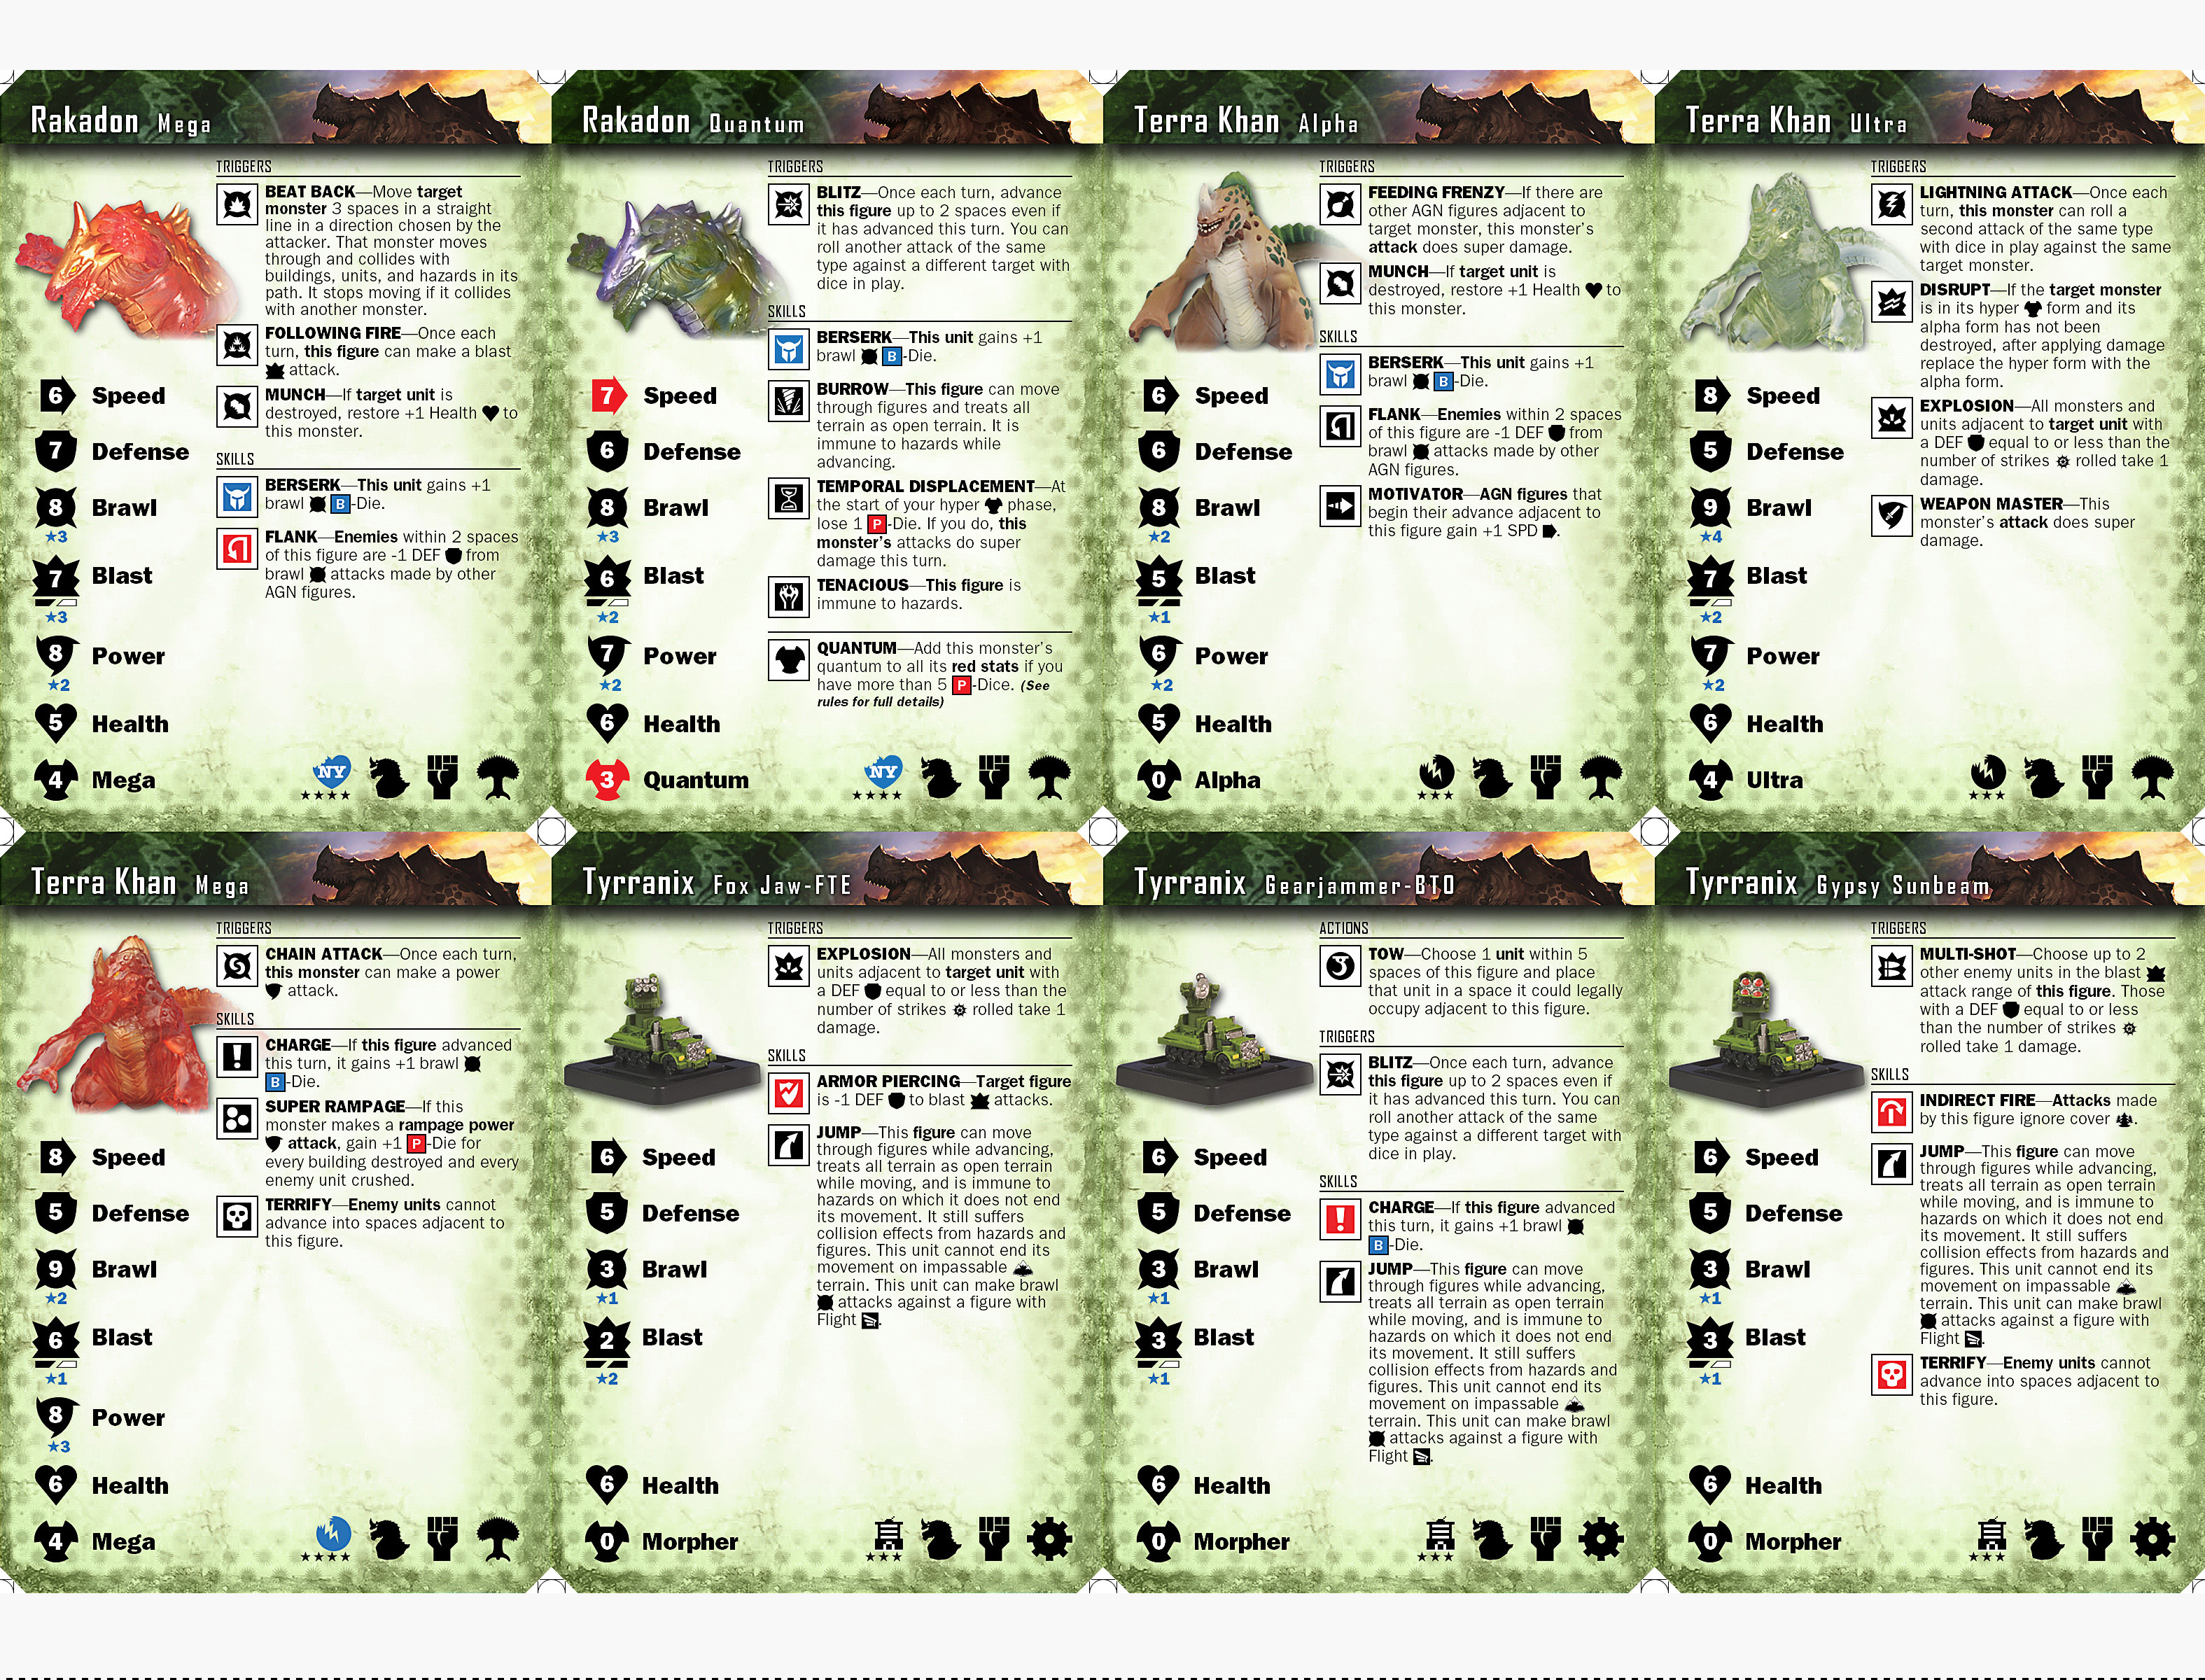 Rakadon Mega
TRIGGERS
BEAT BACK—Move target
monster 3 spaces in a straight
line in a direction chosen by the
attacker. That monster moves
through and collides with
buildings, units, and hazards in its
path. It stops moving if it collides
with another monster.
FOLLOWING FIRE—Once each
turn, this figure can make a blast
attack.
MUNCH—If target unit is
destroyed, restore +1 Health to
this monster.
SKILLS
BERSERK—This unit gains +1
brawl B-Die.
FLANK—Enemies within 2 spaces
of this figure are -1 DEF from
brawl attacks made by other
AGN figures.
6 Speed
7 Defense
8 Brawl
★3
7 Blast
★3
8 Power
★2
5 Health
4 Mega
NY
★★★★
Rakadon Quantum
TRIGGERS
BLITZ—Once each turn, advance
this figure up to 2 spaces even if
it has advanced this turn. You can
roll another attack of the same
type against a different target with
dice in play.
SKILLS
BERSERK—This unit gains +1
brawl B-Die.
BURROW—This figure can move
through figures and treats all
terrain as open terrain. It is
immune to hazards while
advancing.
TEMPORAL DISPLACEMENT—At
the start of your hyper phase,
lose 1 P-Die. If you do, this
monster's attacks do super
damage this turn.
TENACIOUS—This figure is
immune to hazards.
QUANTUM—Add this monster's
quantum to all its red stats if you
have more than 5 P-Dice. (See
rules for full details)
7 Speed
6 Defense
8 Brawl
★3
6 Blast
★2
7 Power
★2
6 Health
3 Quantum
NY
★★★★
Terra Khan Alpha
TRIGGERS
FEEDING FRENZY—If there are
other AGN figures adjacent to
target monster, this monster's
attack does super damage.
MUNCH—If target unit is
destroyed, restore +1 Health to
this monster.
SKILLS
BERSERK—This unit gains +1
brawl B-Die.
FLANK—Enemies within 2 spaces
of this figure are -1 DEF from
brawl attacks made by other
AGN figures.
MOTIVATOR—AGN figures that
begin their advance adjacent to
this figure gain +1 SPD.
6 Speed
6 Defense
8 Brawl
★2
5 Blast
★1
6 Power
★2
5 Health
0 Alpha
★★★
Terra Khan Ultra
TRIGGERS
LIGHTNING ATTACK—Once each
turn, this monster can roll a
second attack of the same type
with dice in play against the same
target monster.
DISRUPT—If the target monster
is in its hyper form and its
alpha form has not been
destroyed, after applying damage
replace the hyper form with the
alpha form.
EXPLOSION—All monsters and
units adjacent to target unit with
a DEF equal to or less than the
number of strikes rolled take 1
damage.
WEAPON MASTER—This
monster's attack does super
damage.
8 Speed
5 Defense
9 Brawl
★4
7 Blast
★2
7 Power
★2
6 Health
4 Ultra
★★★
Terra Khan Mega
TRIGGERS
CHAIN ATTACK—Once each turn,
this monster can make a power
attack.
SKILLS
CHARGE—If this figure advanced
this turn, it gains +1 brawl
B-Die.
SUPER RAMPAGE—If this
monster makes a rampage power
attack, gain +1 P-Die for
every building destroyed and every
enemy unit crushed.
TERRIFY—Enemy units cannot
advance into spaces adjacent to
this figure.
8 Speed
5 Defense
9 Brawl
★2
6 Blast
★1
8 Power
★3
6 Health
4 Mega
★★★★
Tyrranix Fox Jaw-FTE
TRIGGERS
EXPLOSION—All monsters and
units adjacent to target unit with
a DEF equal to or less than the
number of strikes rolled take 1
damage.
SKILLS
ARMOR PIERCING—Target figure
is -1 DEF to blast attacks.
JUMP—This figure can move
through figures while advancing,
treats all terrain as open terrain
while moving, and is immune to
hazards on which it does not end
its movement. It still suffers
collision effects from hazards and
figures. This unit cannot end its
movement on impassable
terrain. This unit can make brawl
attacks against a figure with
Flight.
6 Speed
5 Defense
3 Brawl
★1
2 Blast
★2
6 Health
0 Morpher
★★★
Tyrranix Gearjammer-BTO
ACTIONS
TOW—Choose 1 unit within 5
spaces of this figure and place
that unit in a space it could legally
occupy adjacent to this figure.
TRIGGERS
BLITZ—Once each turn, advance
this figure up to 2 spaces even if
it has advanced this turn. You can
roll another attack of the same
type against a different target with
dice in play.
SKILLS
CHARGE—If this figure advanced
this turn, it gains +1 brawl
B-Die.
JUMP—This figure can move
through figures while advancing,
treats all terrain as open terrain
while moving, and is immune to
hazards on which it does not end
its movement. It still suffers
collision effects from hazards and
figures. This unit cannot end its
movement on impassable
terrain. This unit can make brawl
attacks against a figure with
Flight.
6 Speed
5 Defense
3 Brawl
★1
3 Blast
★1
6 Health
0 Morpher
★★★
Tyrranix Gypsy Sunbeam
TRIGGERS
MULTI-SHOT—Choose up to 2
other enemy units in the blast
attack range of this figure. Those
with a DEF equal to or less
than the number of strikes
rolled take 1 damage.
SKILLS
INDIRECT FIRE—Attacks made
by this figure ignore cover.
JUMP—This figure can move
through figures while advancing,
treats all terrain as open terrain
while moving, and is immune to
hazards on which it does not end
its movement. It still suffers
collision effects from hazards and
figures. This unit cannot end its
movement on impassable
terrain. This unit can make brawl
attacks against a figure with
Flight.
TERRIFY—Enemy units cannot
advance into spaces adjacent to
this figure.
6 Speed
5 Defense
3 Brawl
★1
3 Blast
★1
6 Health
0 Morpher
★★★